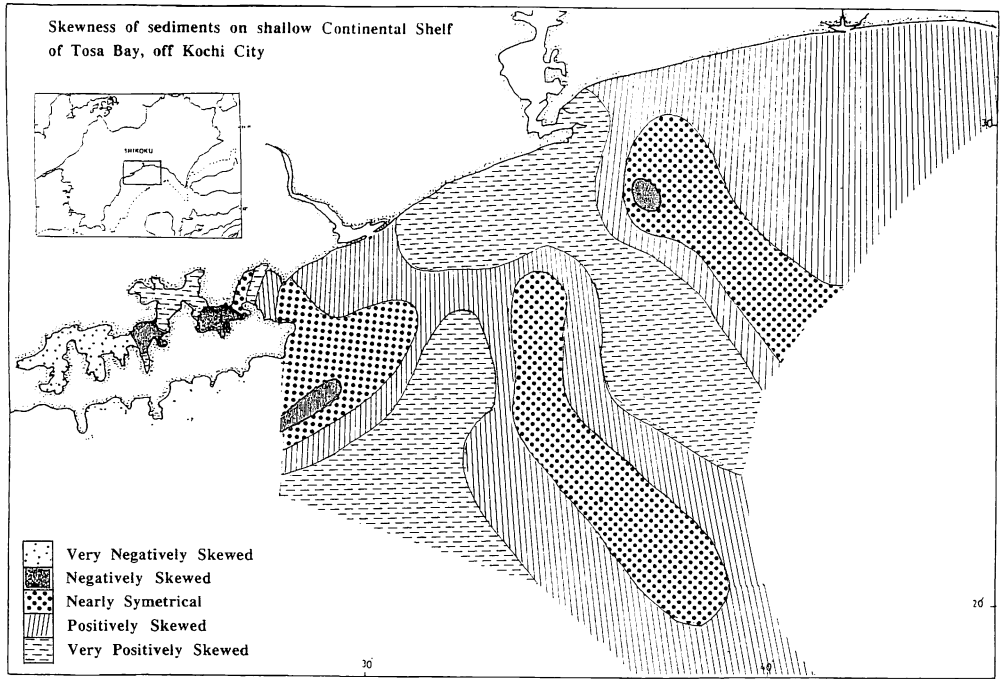 Skewness of sediments on shallow Continental Shelf
of Tosa Bay, off Kochi City
SHIKOKU
30'
Very Negatively Skewed
Negatively Skewed
Nearly Symetrical
Positively Skewed
Very Positively Skewed
20'
30'
40'